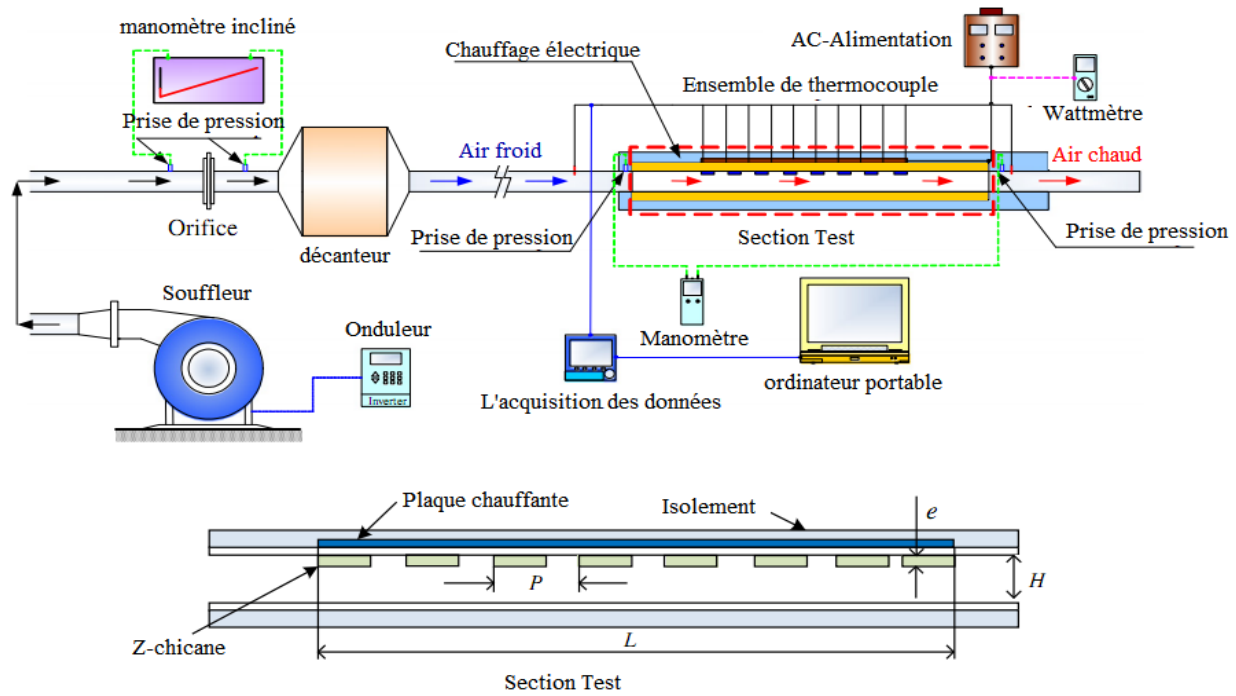 manomètre incliné
AC-Alimentation
Chauffage électrique
Ensemble de thermocouple
Wattmètre
Prise de pression
Air froid
Air chaud
Orifice
décanteur
Prise de pression
Section Test
Prise de pression
Souffleur
Onduleur
Inverter
Manomètre
ordinateur portable
L'acquisition des données
Plaque chauffante
Isolement
e
P
H
Z-chicane
L
Section Test